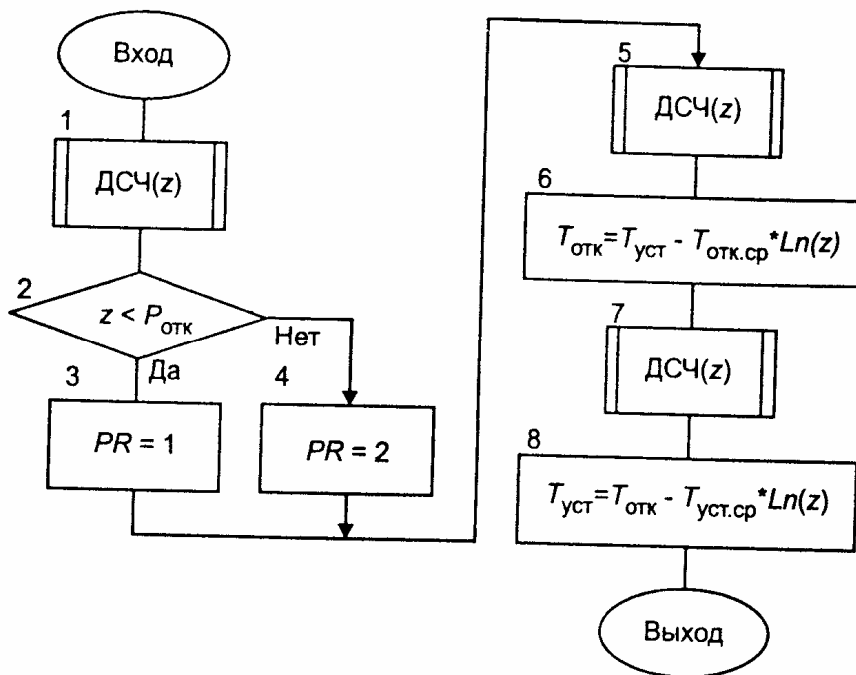 Вход
1
ДСЧ(z)
2
z < Pотк
Нет
Да
3
PR = 1
4
PR = 2
5
ДСЧ(z)
6
Tотк=Tуст - Tотк.ср*Ln(z)
7
ДСЧ(z)
8
Tуст=Tотк - Tуст.ср*Ln(z)
Выход